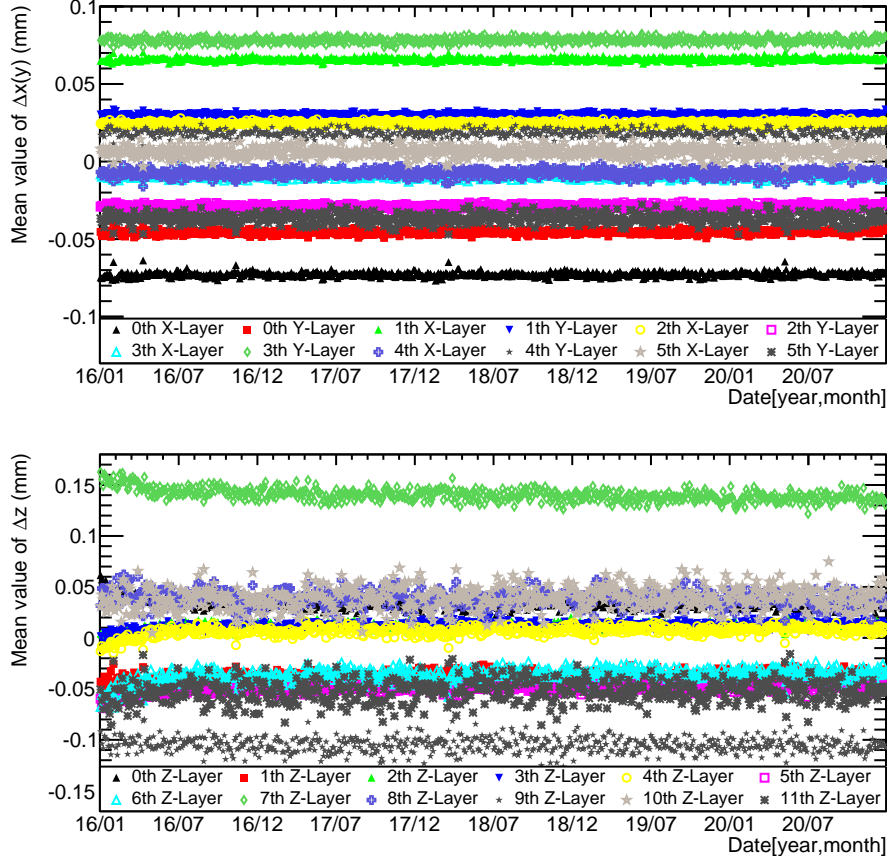 Mean value of Δx(y) (mm)
0.1
0.05
0
-0.05
-0.1
0th X-Layer 0th Y-Layer 1th X-Layer 1th Y-Layer 2th X-Layer 2th Y-Layer
3th X-Layer 3th Y-Layer 4th X-Layer 4th Y-Layer 5th X-Layer 5th Y-Layer
16/01 16/07 16/12 17/07 17/12 18/07 18/12 19/07 20/01 20/07
Date[year,month]
Mean value of Δz (mm)
0.15
0.1
0.05
0
-0.05
-0.1
-0.15
0th Z-Layer 1th Z-Layer 2th Z-Layer 3th Z-Layer 4th Z-Layer 5th Z-Layer
6th Z-Layer 7th Z-Layer 8th Z-Layer 9th Z-Layer 10th Z-Layer 11th Z-Layer
16/01 16/07 16/12 17/07 17/12 18/07 18/12 19/07 20/01 20/07
Date[year,month]